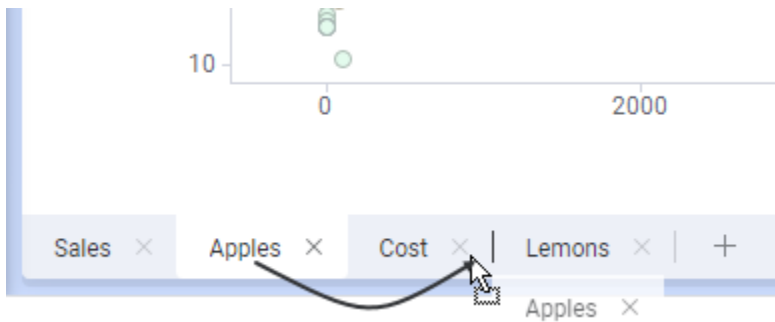 10
0 2000
Sales × Apples × Cost × Lemons × +
Apples ×